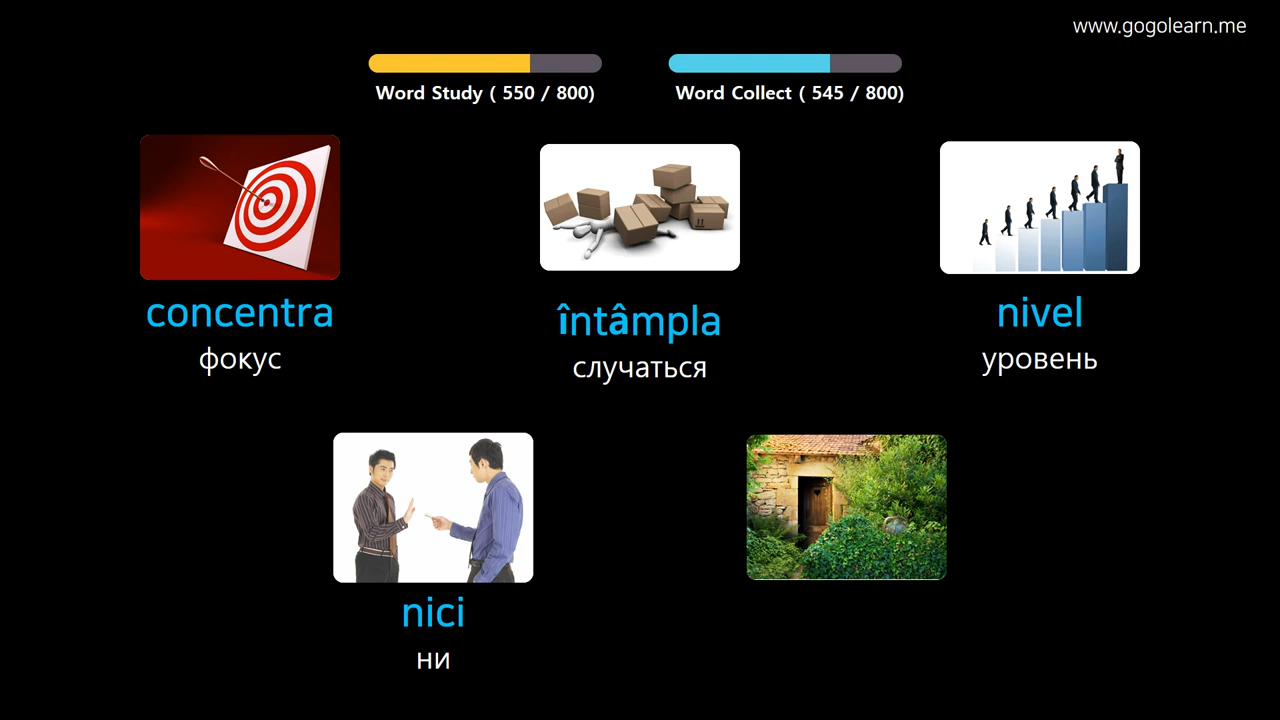 www.gogolearn.me
Word Study ( 550 / 800)
Word Collect ( 545 / 800)
concentra
фокус
întâmpla
случаться
nivel
уровень
nici
ни